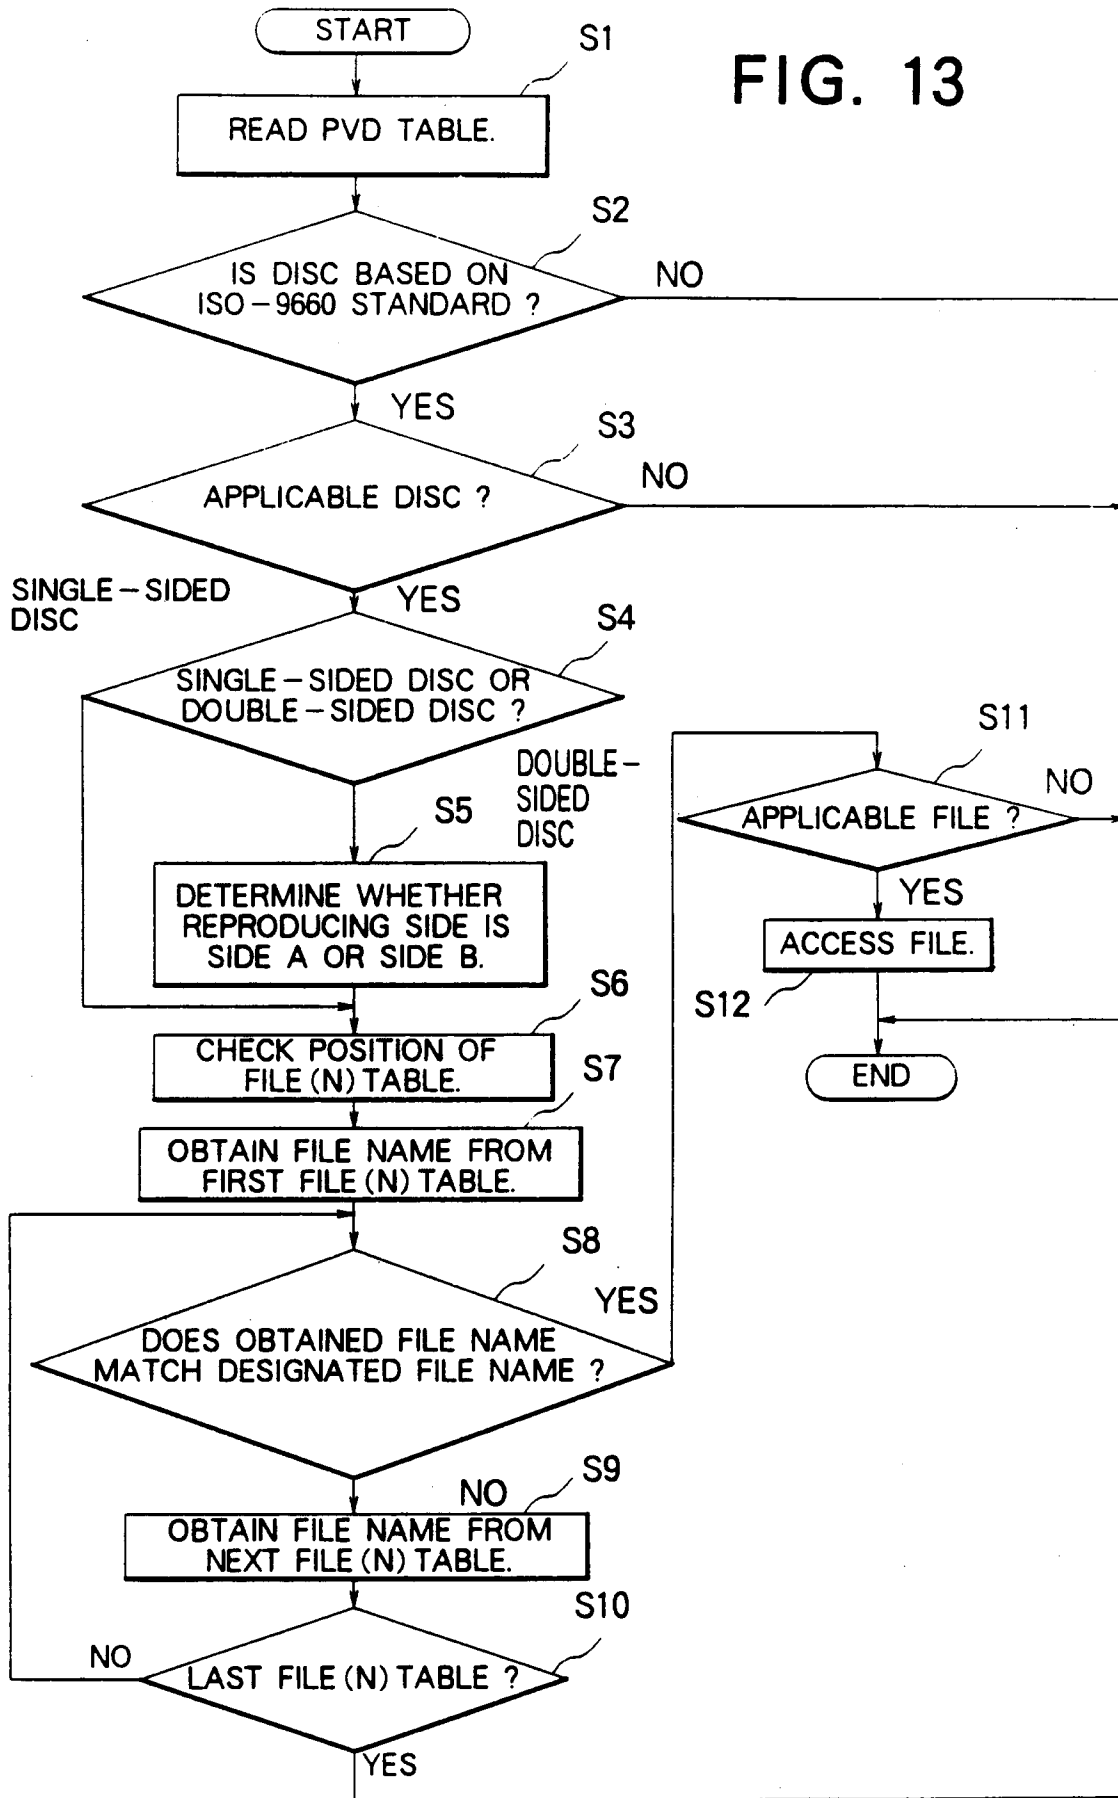 START
S1
FIG. 13
READ PVD TABLE.
S2
IS DISC BASED ON
ISO-9660 STANDARD ?
NO
YES
S3
APPLICABLE DISC ?
NO
SINGLE-SIDED
DISC
YES
S4
SINGLE-SIDED DISC OR
DOUBLE-SIDED DISC ?
DOUBLE-
SIDED
DISC
S5
DETERMINE WHETHER
REPRODUCING SIDE IS
SIDE A OR SIDE B.
S6
CHECK POSITION OF
FILE (N) TABLE.
S7
OBTAIN FILE NAME FROM
FIRST FILE (N) TABLE.
S8
YES
DOES OBTAINED FILE NAME
MATCH DESIGNATED FILE NAME ?
NO
S9
OBTAIN FILE NAME FROM
NEXT FILE (N) TABLE.
S10
NO
LAST FILE (N) TABLE ?
YES
S11
NO
APPLICABLE FILE ?
YES
ACCESS FILE.
S12
END